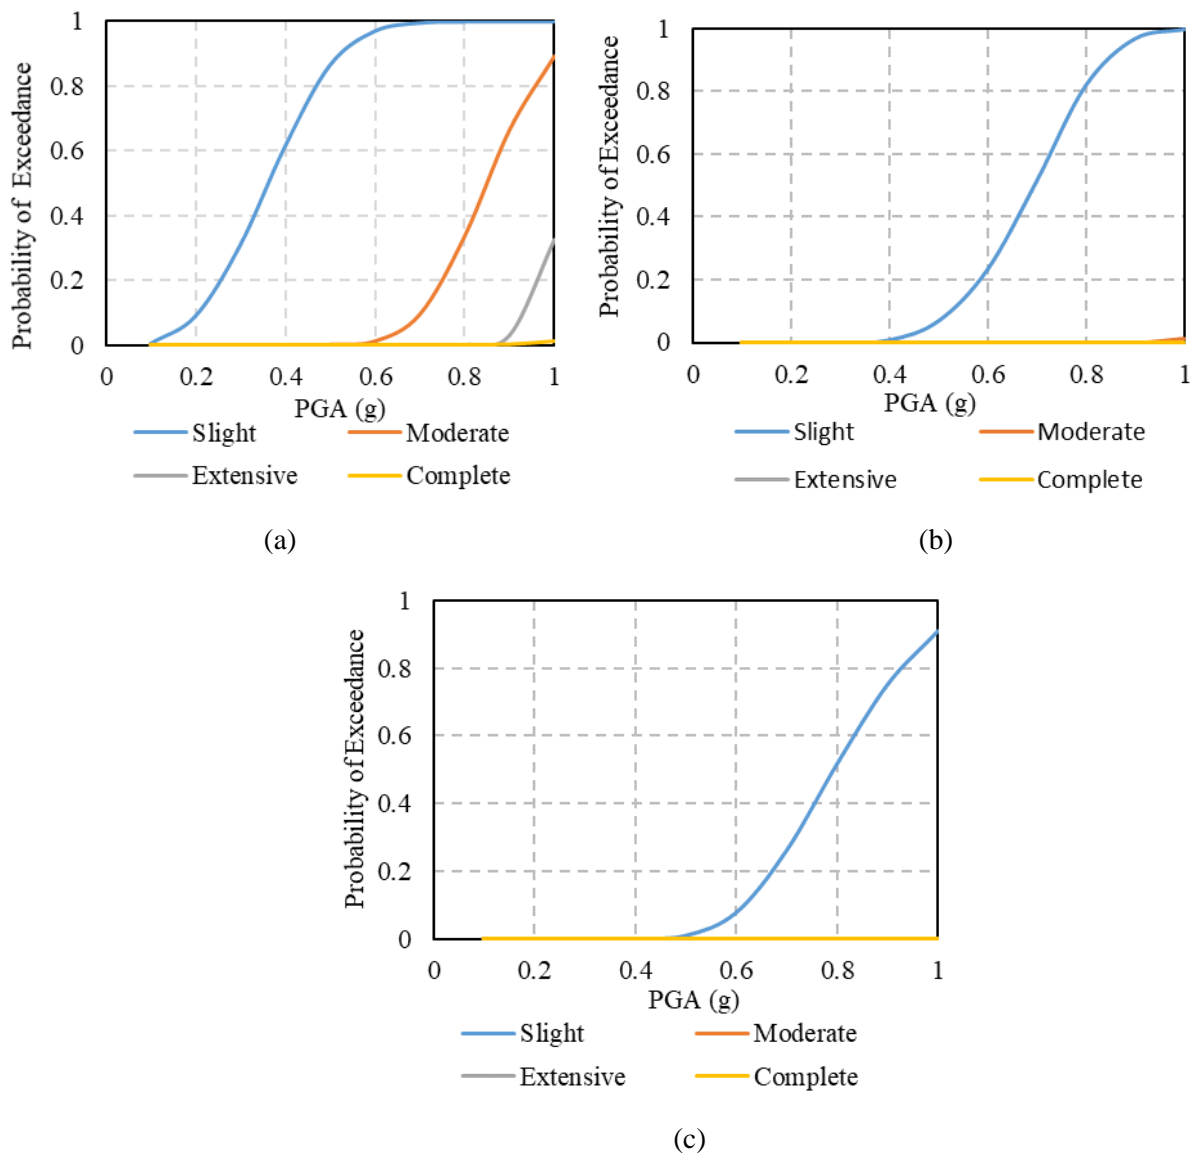 Probability of Exceedance
1
0.8
0.6
0.4
0.2
0
0 0.2 0.4 0.6 0.8 1
PGA (g)
Slight Moderate
Extensive Complete
(a)
Probability of Exceedance
1
0.8
0.6
0.4
0.2
0
0 0.2 0.4 0.6 0.8 1
PGA (g)
Slight Moderate
Extensive Complete
(b)
Probability of Exceedance
1
0.8
0.6
0.4
0.2
0
0 0.2 0.4 0.6 0.8 1
PGA (g)
Slight Moderate
Extensive Complete
(c)